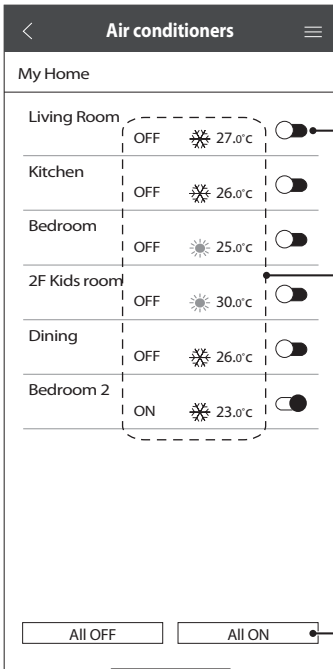 Air conditioners
My Home
Living Room
OFF 27.0°C
Kitchen
OFF 26.0°C
Bedroom
OFF 25.0°C
2F Kids room
OFF 30.0°C
Dining
OFF 26.0°C
Bedroom 2
ON 23.0°C
All OFF All ON